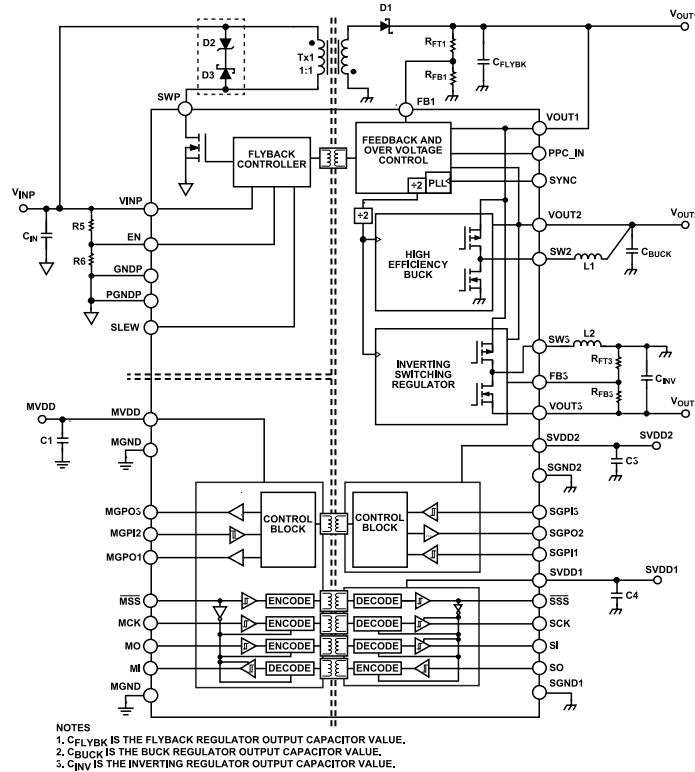 D1
VOUT1
D2
D3
Tx1
1:1
RFT1
RFB1
CFLYBK
SWP
FB1
VOUT1
FLYBACK
CONTROLLER
FEEDBACK AND
OVER VOLTAGE
CONTROL
PPC_IN
÷2
PLL
SYNC
VINP
VINP
÷2
CIN
R5
EN
R6
GNDP
PGNDP
SLEW
HIGH
EFFICIENCY
BUCK
VOUT2
SW2
L1
CBUCK
INVERTING
SWITCHING
REGULATOR
SW3
L2
RFT3
FB3
RFB3
CINV
VOUT3
MVDD
MVDD
C1
MGND
SVDD2
SVDD2
C3
SGND2
MGPO3
MGPI2
MGPO1
CONTROL
BLOCK
CONTROL
BLOCK
SGPI3
SGPO2
SGPI1
SVDD1
SVDD1
C4
MSS
ENCODE
DECODE
SSS
MCK
ENCODE
DECODE
SCK
MO
ENCODE
DECODE
SI
MI
DECODE
ENCODE
SO
MGND
SGND1
NOTES
1. CFLYBK IS THE FLYBACK REGULATOR OUTPUT CAPACITOR VALUE.
2. CBUCK IS THE BUCK REGULATOR OUTPUT CAPACITOR VALUE.
3. CINV IS THE INVERTING REGULATOR OUTPUT CAPACITOR VALUE.